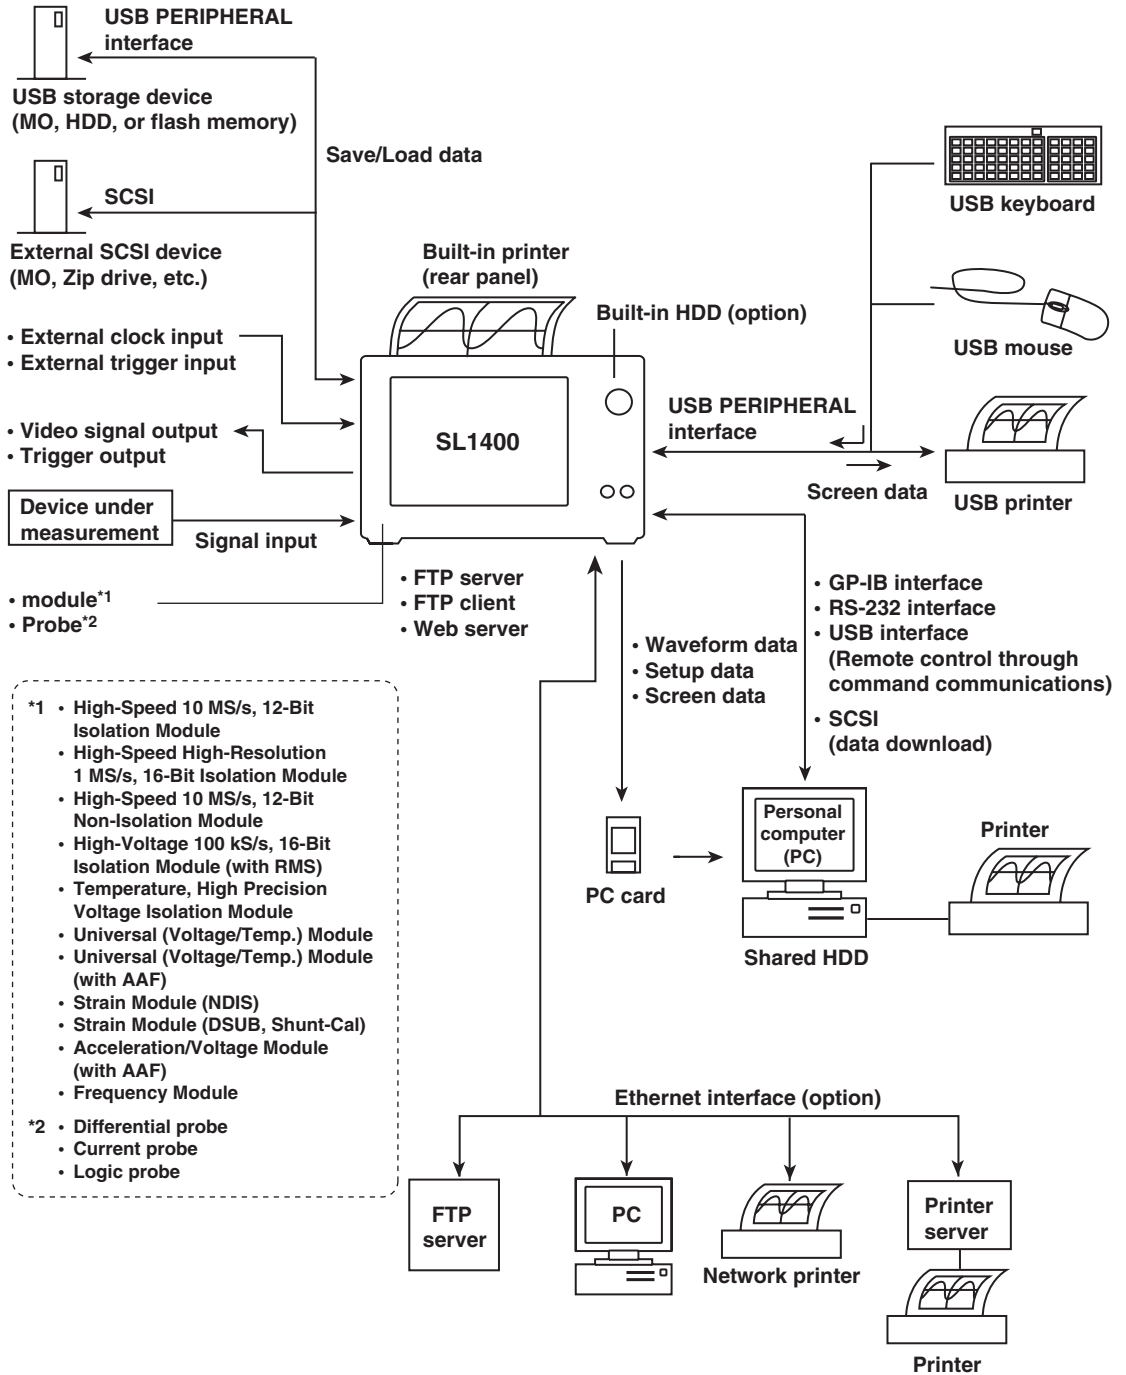 USB PERIPHERAL
interface
USB storage device
(MO, HDD, or flash memory)
Save/Load data
SCSI
External SCSI device
(MO, Zip drive, etc.)
Built-in printer
(rear panel)
Built-in HDD (option)
USB keyboard
USB mouse
• External clock input
• External trigger input
• Video signal output
• Trigger output
SL1400
USB PERIPHERAL
interface
Screen data
USB printer
Device under
measurement
Signal input
• module*1
• Probe*2
• FTP server
• FTP client
• Web server
• Waveform data
• Setup data
• Screen data
• GP-IB interface
• RS-232 interface
• USB interface
(Remote control through
command communications)
• SCSI
(data download)
*1 • High-Speed 10 MS/s, 12-Bit
Isolation Module
• High-Speed High-Resolution
1 MS/s, 16-Bit Isolation Module
• High-Speed 10 MS/s, 12-Bit
Non-Isolation Module
• High-Voltage 100 kS/s, 16-Bit
Isolation Module (with RMS)
• Temperature, High Precision
Voltage Isolation Module
• Universal (Voltage/Temp.) Module
• Universal (Voltage/Temp.) Module
(with AAF)
• Strain Module (NDIS)
• Strain Module (DSUB, Shunt-Cal)
• Acceleration/Voltage Module
(with AAF)
• Frequency Module
*2 • Differential probe
• Current probe
• Logic probe
PC card
Personal
computer
(PC)
Shared HDD
Printer
Ethernet interface (option)
FTP
server
PC
Network printer
Printer
server
Printer